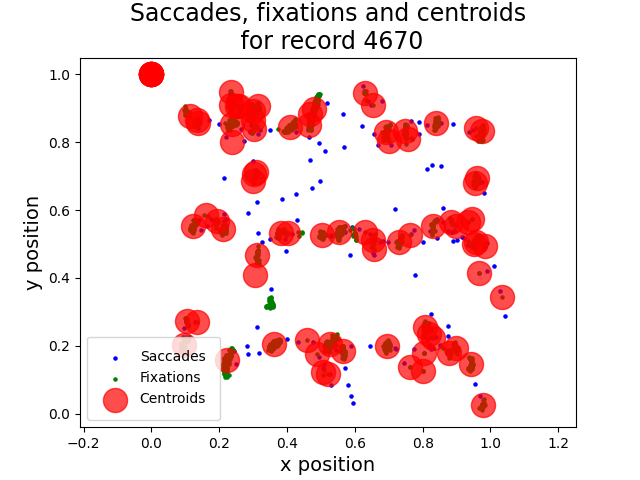 Saccades, fixations and centroids
for record 4670
y position
1.0
0.8
0.6
0.4
0.2
0.0
Saccades
Fixations
Centroids
−0.2 0.0 0.2 0.4 0.6 0.8 1.0 1.2
x position